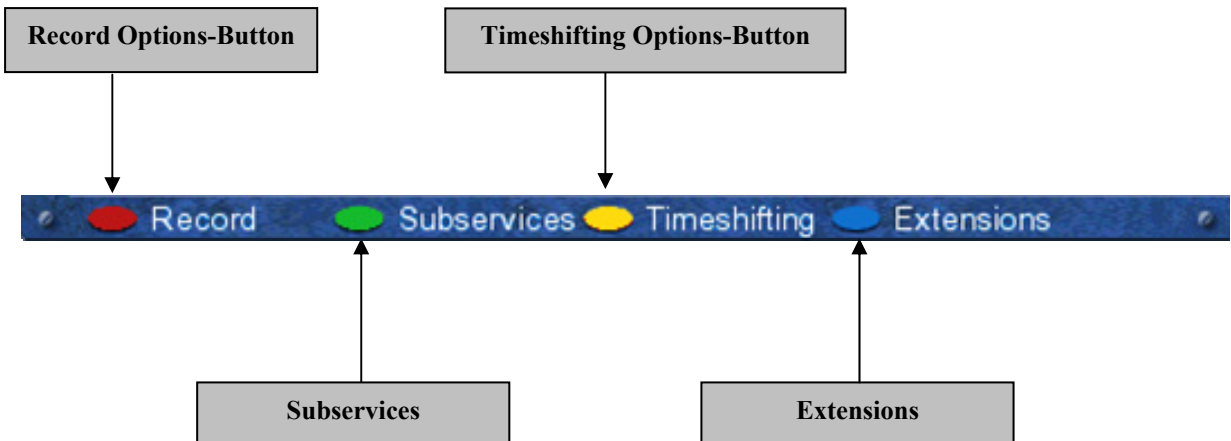 Record Options-Button Timeshifting Options-Button
Record Subservices Timeshifting Extensions
Subservices Extensions